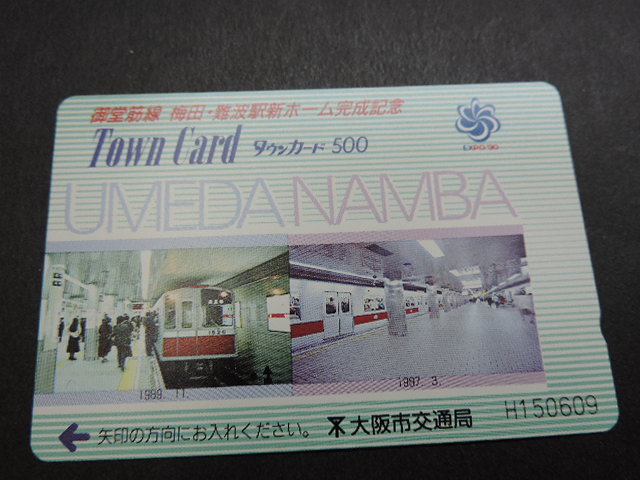 御堂筋線 梅田・難波駅新ホーム完成記念
Town Card タウンカード 500
EXPO'90
UMEDA NAMBA
1989. 11.
1987. 3.
矢印の方向にお入れください。 大阪市交通局 H150609